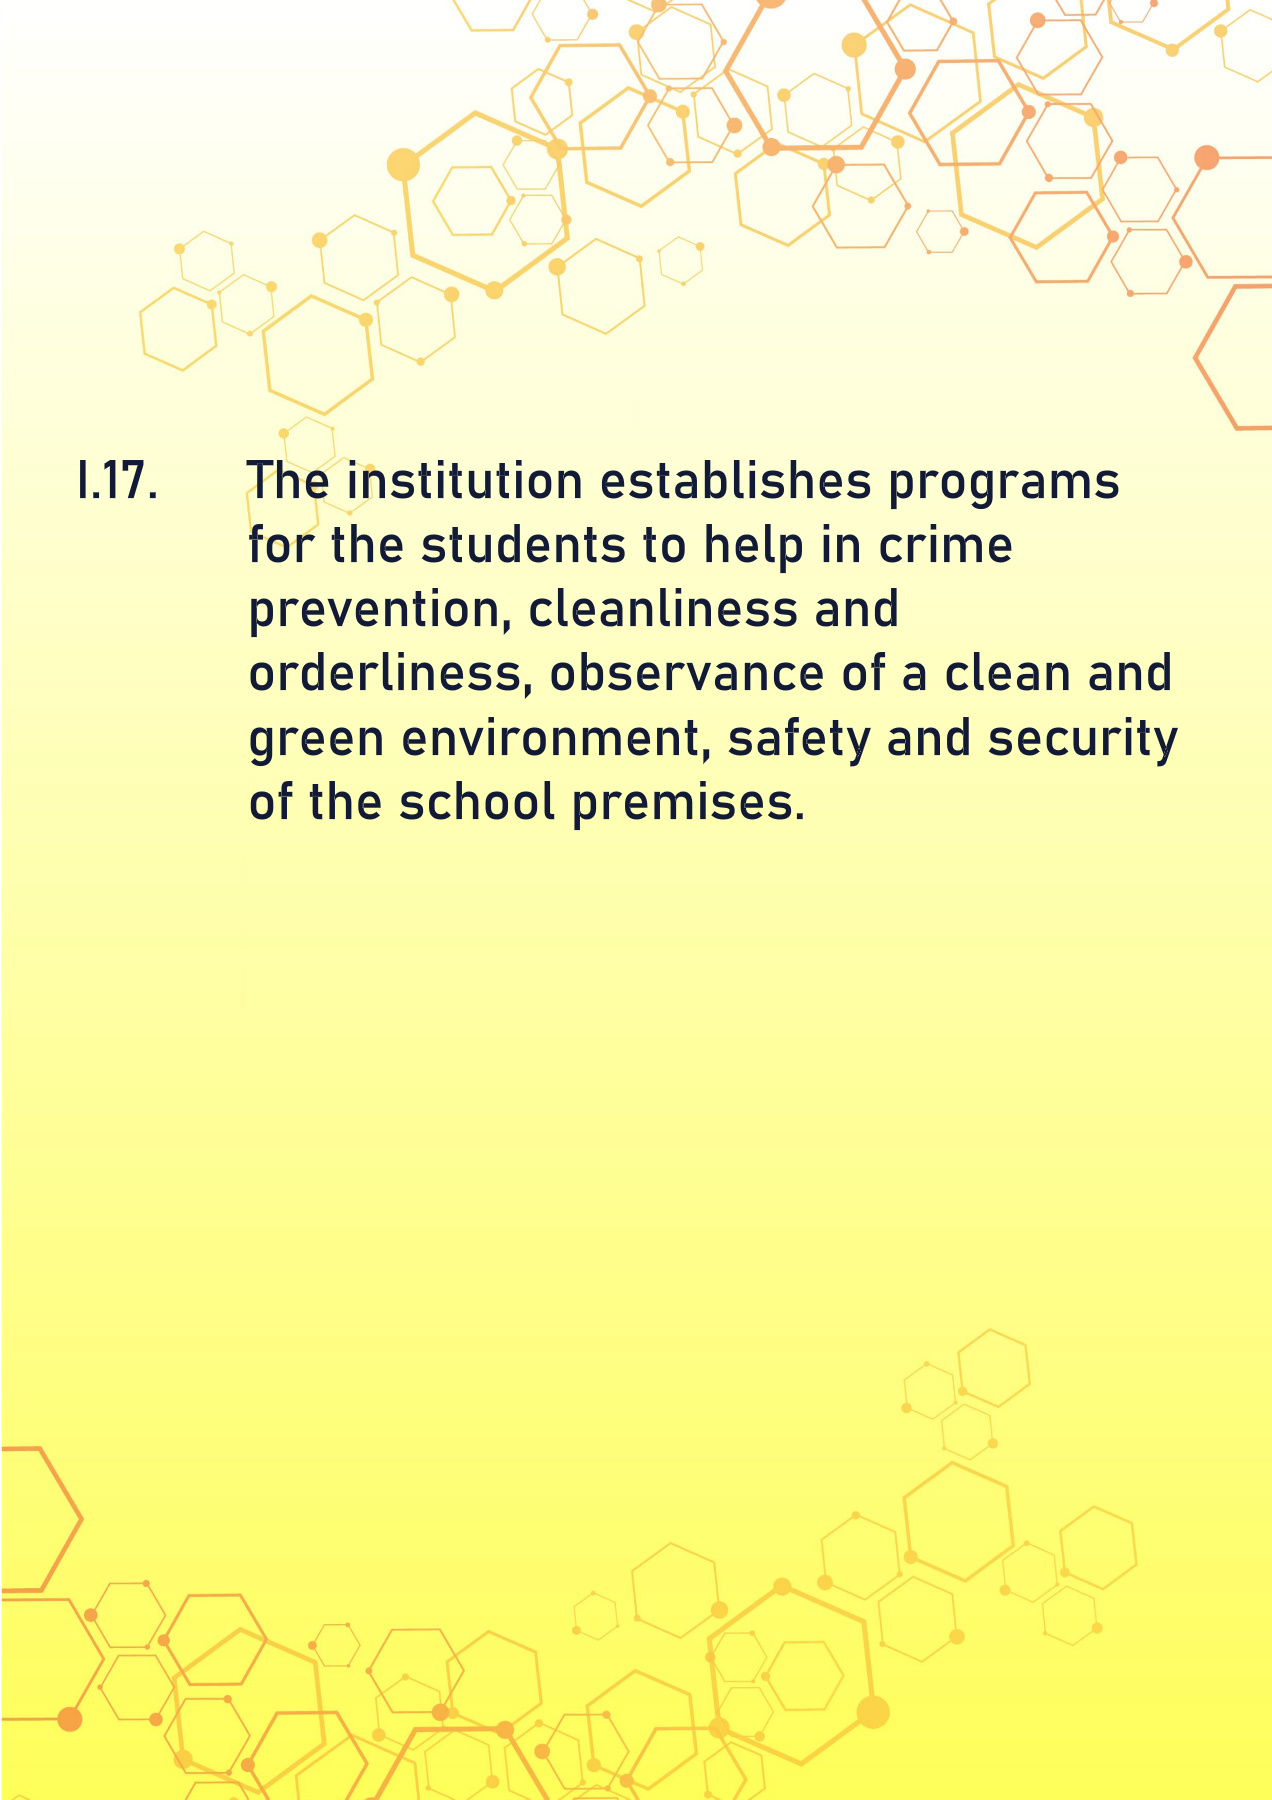 I.17. The institution establishes programs
for the students to help in crime
prevention, cleanliness and
orderliness, observance of a clean and
green environment, safety and security
of the school premises.